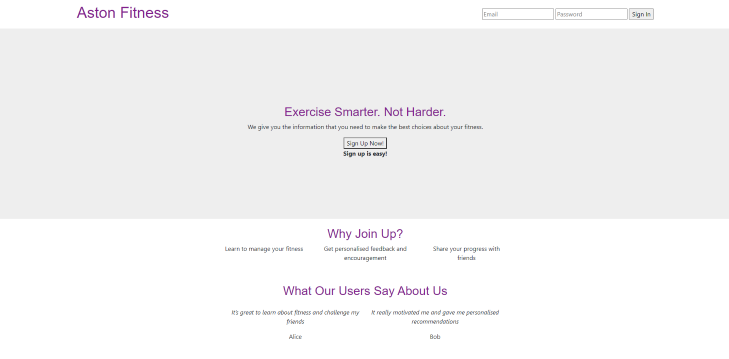 Aston Fitness
Email Password Sign In
Exercise Smarter. Not Harder.
We give you the information that you need to make the best choices about your fitness.
Sign Up Now!
Sign up is easy!
Why Join Up?
Learn to manage your fitness
Get personalised feedback and
encouragement
Share your progress with
friends
What Our Users Say About Us
It's great to learn about fitness and challenge my
friends
Alice
It really motivated me and gave me personalised
recommendations
Bob